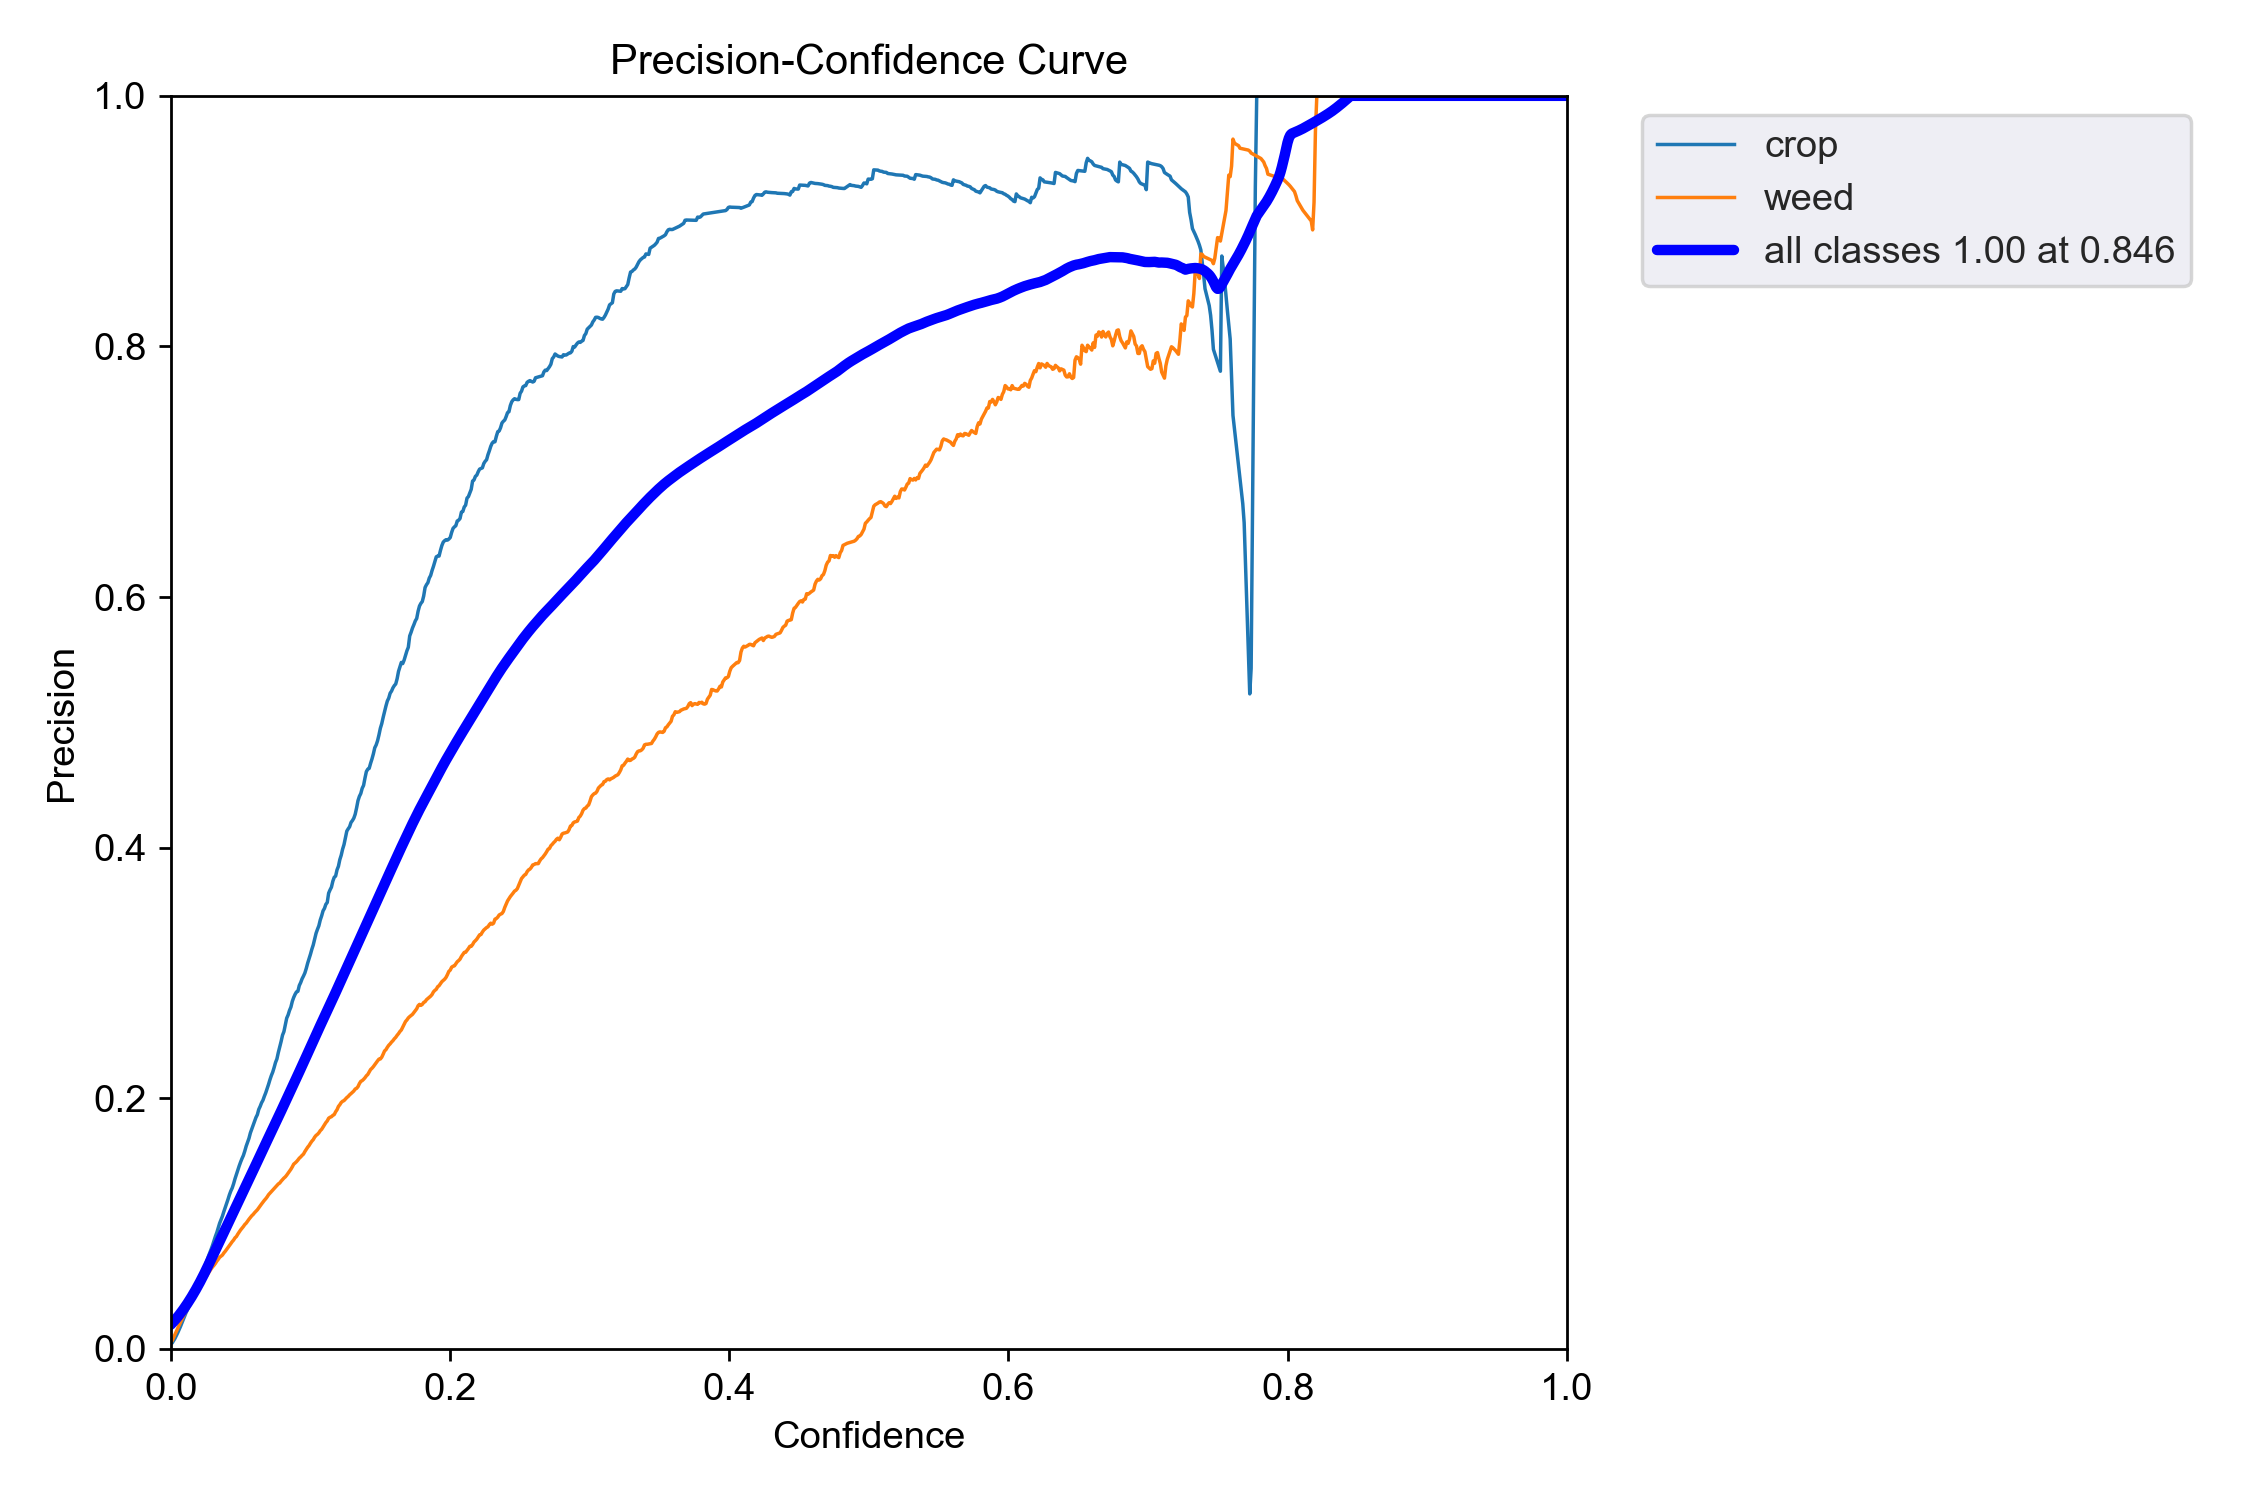 Precision-Confidence Curve
1.0
0.8
0.6
0.4
0.2
0.0
Precision
0.0 0.2 0.4 0.6 0.8 1.0
Confidence
crop
weed
all classes 1.00 at 0.846